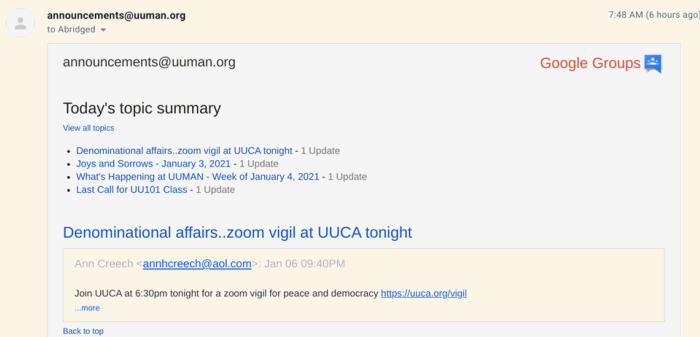 announcements@uuman.org
7:48 AM (6 hours ago)
to Abridged
announcements@uuman.org
Google Groups
Today's topic summary
View all topics
Denominational affairs..zoom vigil at UUCA tonight - 1 Update
Joys and Sorrows - January 3, 2021 - 1 Update
What's Happening at UUMAN - Week of January 4, 2021 - 1 Update
Last Call for UU101 Class - 1 Update
Denominational affairs..zoom vigil at UUCA tonight
Ann Creech <annhcreech@aol.com>: Jan 06 09:40PM
Join UUCA at 6:30pm tonight for a zoom vigil for peace and democracy https://uuca.org/vigil
...more
Back to top